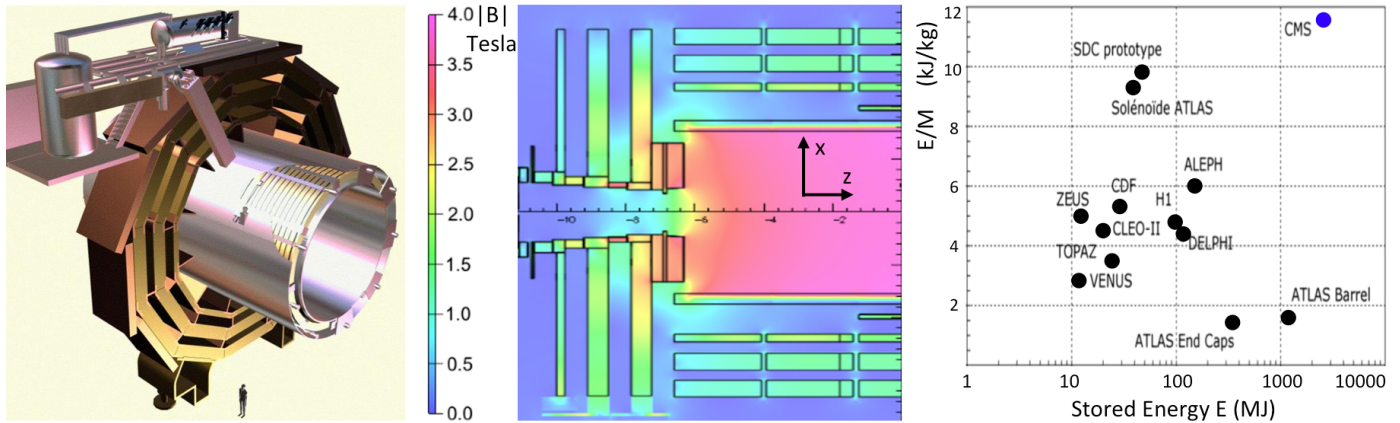 4.0
3.5
3.0
2.5
2.0
1.5
1.0
0.5
0.0
|B|
Tesla
x
z
-10 -8 -6 -4 -2
E/M (kJ/kg)
12
10
8
6
4
2
CMS
SDC prototype
Solénoïde ATLAS
ALEPH
ZEUS
CDF
H1
CLEO-II
DELPHI
TOPAZ
VENUS
ATLAS Barrel
ATLAS End Caps
1 10 100 1000 10000
Stored Energy E (MJ)